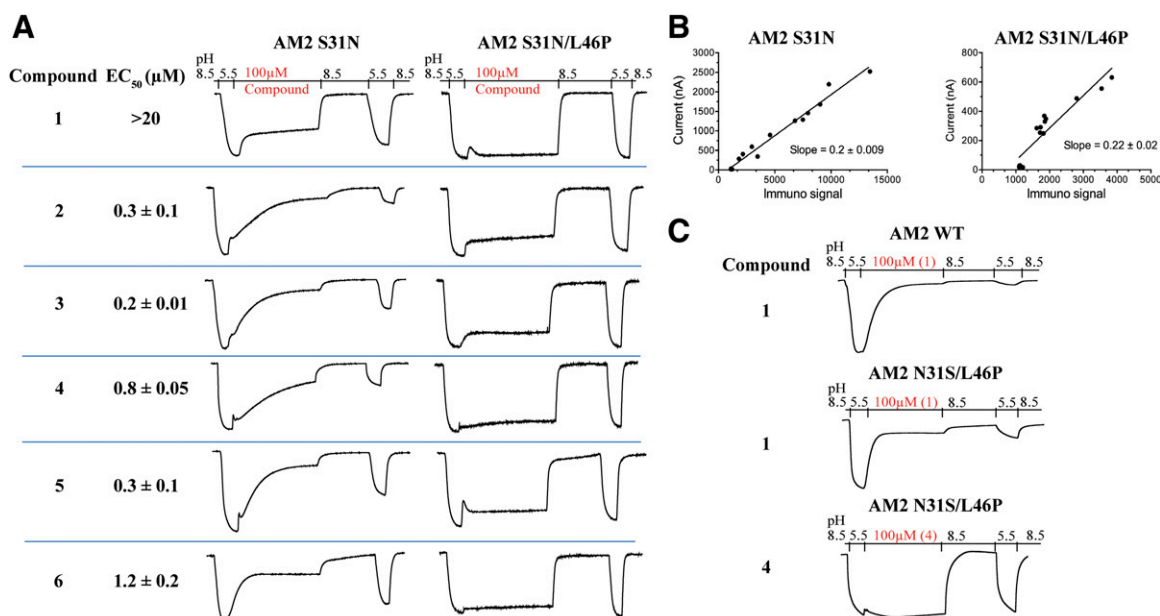 A
AM2 S31N
AM2 S31N/L46P
Compound EC50 (µM)
pH
8.5 5.5 100µM Compound 8.5 5.5 8.5
pH
8.5 5.5 100µM Compound 8.5 5.5 8.5
1 >20
2 0.3 ± 0.1
3 0.2 ± 0.01
4 0.8 ± 0.05
5 0.3 ± 0.1
6 1.2 ± 0.2
B
AM2 S31N
Current (nA)
3000
2500
2000
1500
1000
500
0
Slope = 0.2 ± 0.009
0 5000 10000 15000
Immuno signal
AM2 S31N/L46P
Current (nA)
800
600
400
200
0
Slope = 0.22 ± 0.02
0 1000 2000 3000 4000 5000
Immuno signal
C
AM2 WT
Compound
pH
8.5 5.5 100µM (1) 8.5 5.5 8.5
1
AM2 N31S/L46P
pH
8.5 5.5 100µM (1) 8.5 5.5 8.5
1
AM2 N31S/L46P
pH
8.5 5.5 100µM (4) 8.5 5.5 8.5
4